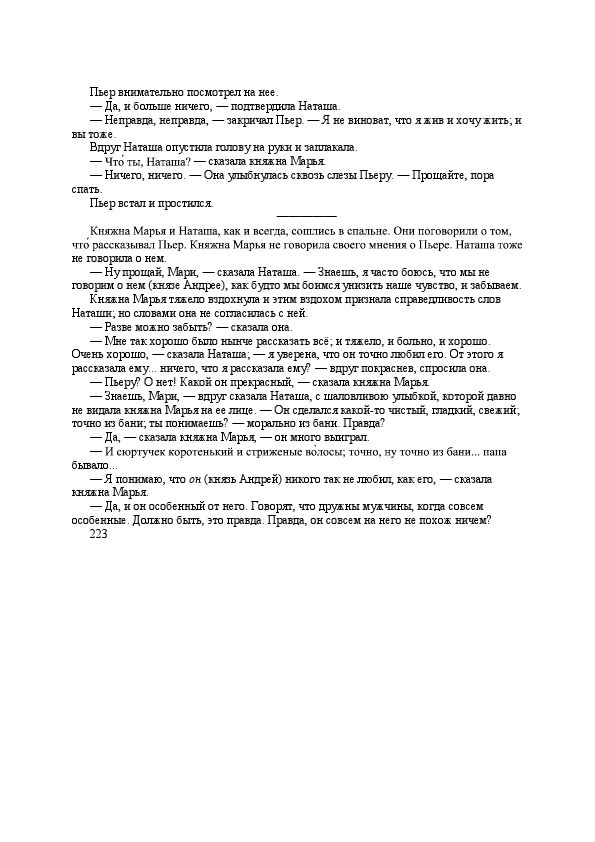 Пьер внимательно посмотрел на нее.
— Да, и больше ничего, — подтвердила Наташа.
— Неправда, неправда, — закричал Пьер. — Я не виноват, что я жив и хочу жить; и
вы тоже.
Вдруг Наташа опустила голову на руки и заплакала.
— Что́ ты, Наташа? — сказала княжна Марья.
— Ничего, ничего. — Она улыбнулась сквозь слезы Пьеру. — Прощайте, пора
спать.
Пьер встал и простился.
Княжна Марья и Наташа, как и всегда, сошлись в спальне. Они поговорили о том,
что́ рассказывал Пьер. Княжна Марья не говорила своего мнения о Пьере. Наташа тоже
не говорила о нем.
— Ну прощай, Мари, — сказала Наташа. — Знаешь, я часто боюсь, что мы не
говорим о нем (князе Андрее), как будто мы боимся унизить наше чувство, и забываем.
Княжна Марья тяжело вздохнула и этим вздохом признала справедливость слов
Наташи; но словами она не согласилась с ней.
— Разве можно забыть? — сказала она.
— Мне так хорошо было нынче рассказать всё; и тяжело, и больно, и хорошо.
Очень хорошо, — сказала Наташа; — я уверена, что он точно любил его. От этого я
рассказала ему... ничего, что я рассказала ему? — вдруг покраснев, спросила она.
— Пьеру? О нет! Какой он прекрасный, — сказала княжна Марья.
— Знаешь, Мари, — вдруг сказала Наташа, с шаловливою улыбкой, которой давно
не видала княжна Марья на ее лице. — Он сделался какой-то чистый, гладкий, свежий;
точно из бани; ты понимаешь? — морально из бани. Правда?
— Да, — сказала княжна Марья, — он много выиграл.
— И сюртучек коротенький и стриженые во́лосы; точно, ну точно из бани... папа
бывало...
— Я понимаю, что он (князь Андрей) никого так не любил, как его, — сказала
княжна Марья.
— Да, и он особенный от него. Говорят, что дружны мужчины, когда совсем
особенные. Должно быть, это правда. Правда, он совсем на него не похож ничем?
223